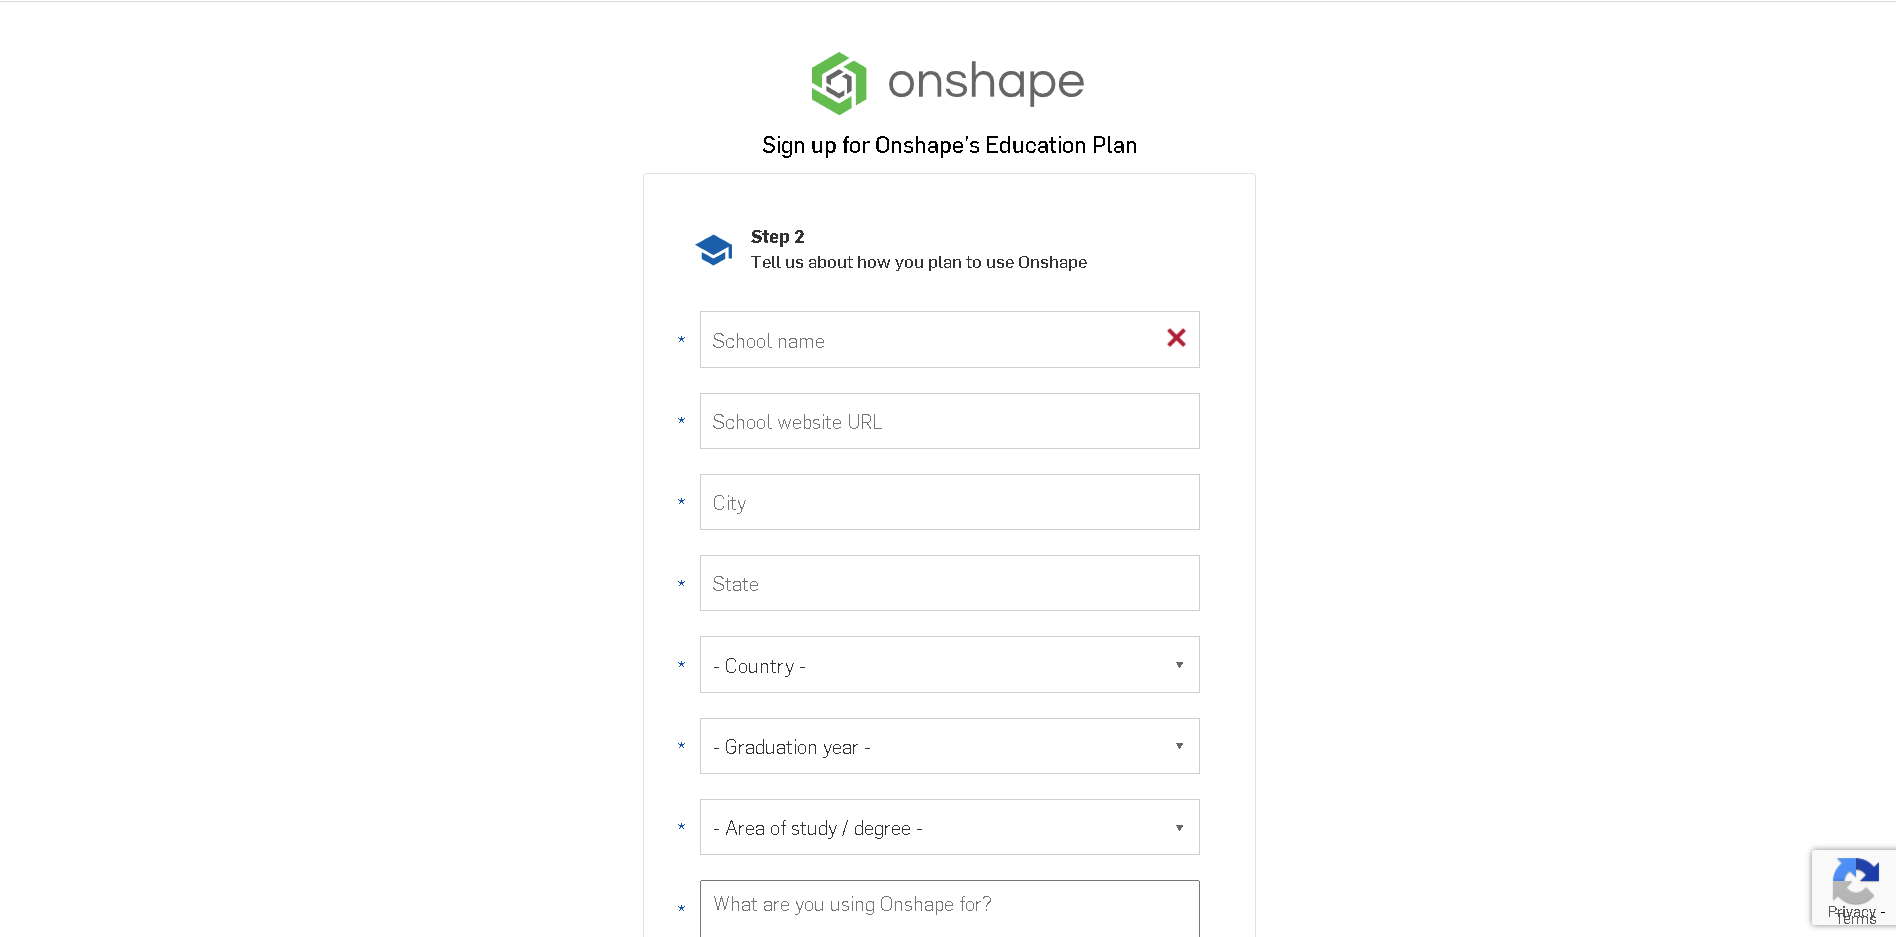 onshape
Sign up for Onshape's Education Plan
Step 2
Tell us about how you plan to use Onshape
* School name
* School website URL
* City
* State
* - Country -
* - Graduation year -
* - Area of study / degree -
* What are you using Onshape for?
Privacy -
Terms